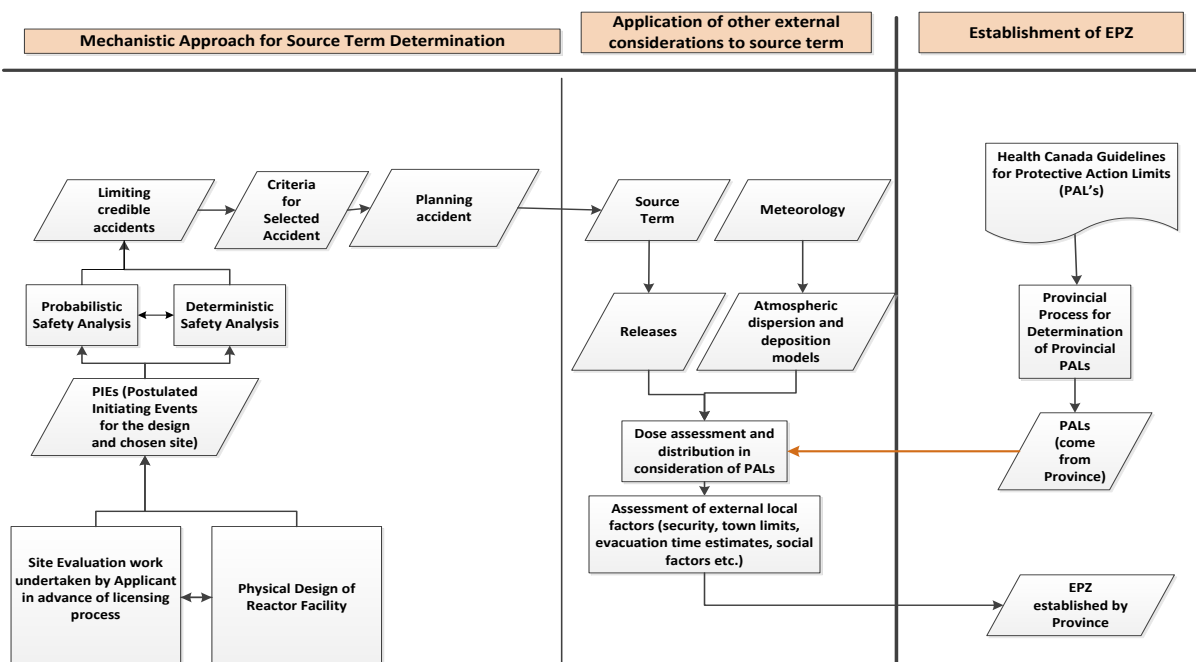 Mechanistic Approach for Source Term Determination
Application of other external
considerations to source term
Establishment of EPZ
Limiting
credible
accidents
Criteria
for
Selected
Accident
Planning
accident
Probabilistic
Safety Analysis
Deterministic
Safety Analysis
PIEs (Postulated
Initiating Events
for the design
and chosen site)
Site Evaluation work
undertaken by Applicant
in advance of licensing
process
Physical Design of
Reactor Facility
Source
Term
Meteorology
Releases
Atmospheric
dispersion and
deposition
models
Dose assessment and
distribution in
consideration of PALs
Assessment of external local
factors (security, town limits,
evacuation time estimates, social
factors etc.)
Health Canada Guidelines
for Protective Action Limits
(PAL’s)
Provincial
Process for
Determination
of Provincial
PALs
PALs
(come
from
Province)
EPZ
established by
Province